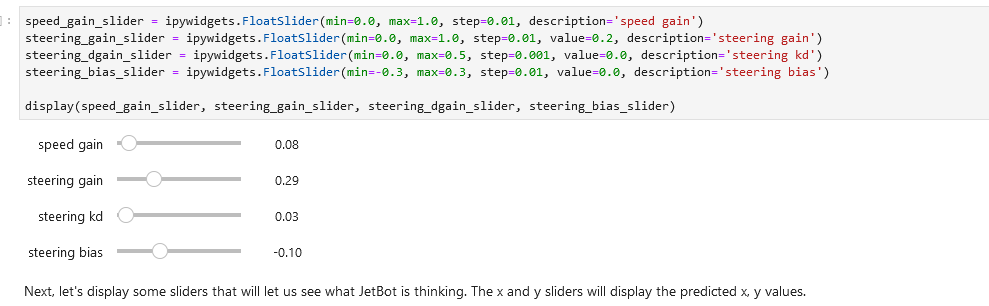 ]:
speed_gain_slider = ipywidgets.FloatSlider(min=0.0, max=1.0, step=0.01, description='speed gain')
steering_gain_slider = ipywidgets.FloatSlider(min=0.0, max=1.0, step=0.01, value=0.2, description='steering gain')
steering_dgain_slider = ipywidgets.FloatSlider(min=0.0, max=0.5, step=0.001, value=0.0, description='steering kd')
steering_bias_slider = ipywidgets.FloatSlider(min=-0.3, max=0.3, step=0.01, value=0.0, description='steering bias')
display(speed_gain_slider, steering_gain_slider, steering_dgain_slider, steering_bias_slider)
speed gain 0.08
steering gain 0.29
steering kd 0.03
steering bias -0.10
Next, let's display some sliders that will let us see what JetBot is thinking. The x and y sliders will display the predicted x, y values.